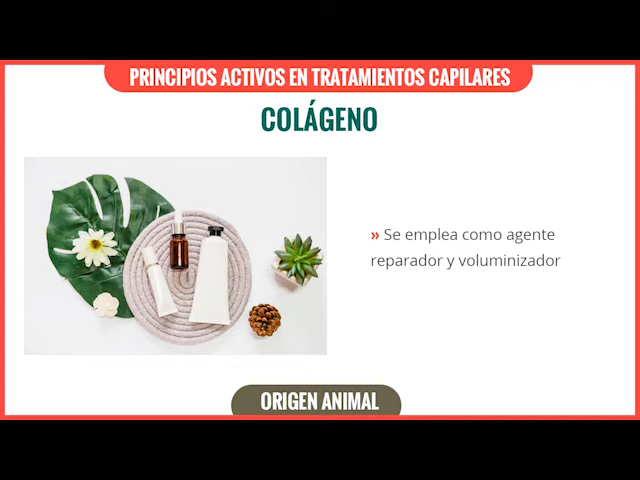 PRINCIPIOS ACTIVOS EN TRATAMIENTOS CAPILARES
COLÁGENO
» Se emplea como agente
reparador y voluminizador
ORIGEN ANIMAL